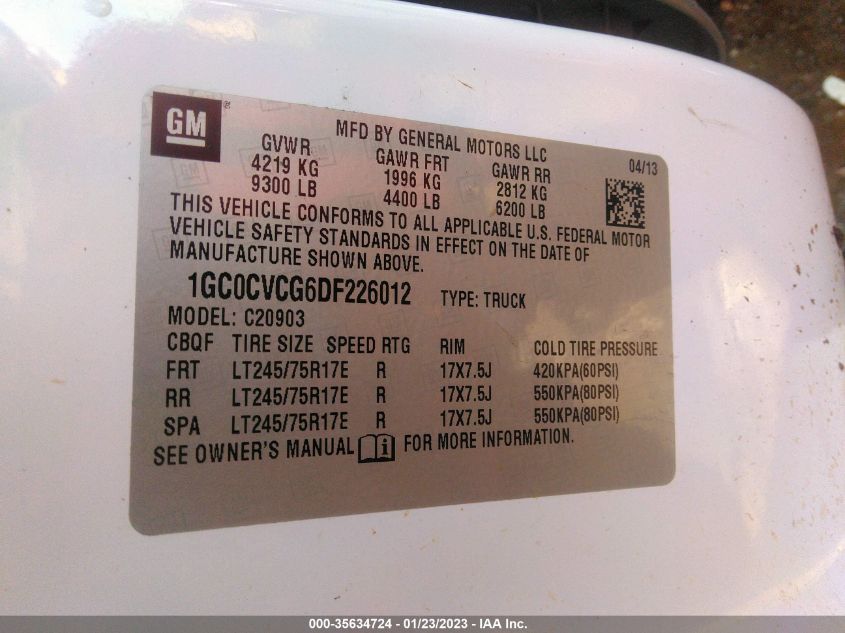 GM ®
MFD BY GENERAL MOTORS LLC
04/13
GVWR GAWR FRT GAWR RR
4219 KG 1996 KG 2812 KG
9300 LB 4400 LB 6200 LB
THIS VEHICLE CONFORMS TO ALL APPLICABLE U.S. FEDERAL MOTOR
VEHICLE SAFETY STANDARDS IN EFFECT ON THE DATE OF
MANUFACTURE SHOWN ABOVE.
1GC0CVCG6DF226012 TYPE: TRUCK
MODEL: C20903
CBQF TIRE SIZE SPEED RTG RIM COLD TIRE PRESSURE
FRT LT245/75R17E R 17X7.5J 420KPA(60PSI)
RR LT245/75R17E R 17X7.5J 550KPA(80PSI)
SPA LT245/75R17E R 17X7.5J 550KPA(80PSI)
SEE OWNER'S MANUAL i FOR MORE INFORMATION.
000-35634724 — 01/23/2023 — IAA Inc.